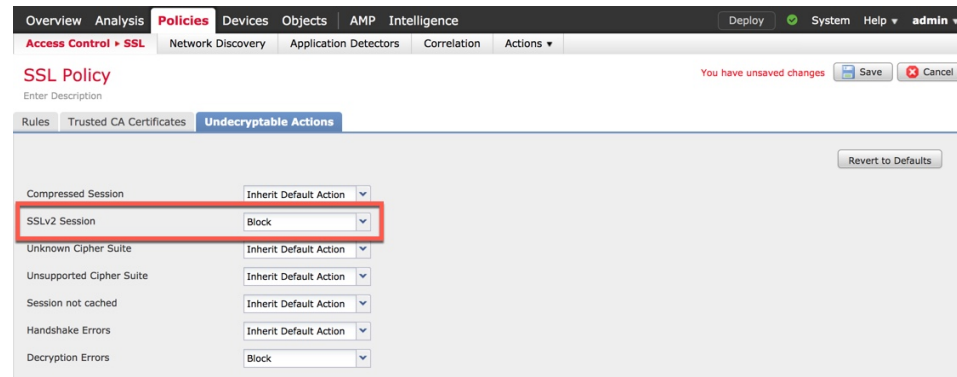 Overview Analysis Policies Devices Objects AMP Intelligence Deploy System Help admin
Access Control ▸ SSL Network Discovery Application Detectors Correlation Actions
SSL Policy You have unsaved changes Save Cancel
Enter Description
Rules Trusted CA Certificates Undecryptable Actions
Revert to Defaults
Compressed Session Inherit Default Action
SSLv2 Session Block
Unknown Cipher Suite Inherit Default Action
Unsupported Cipher Suite Inherit Default Action
Session not cached Inherit Default Action
Handshake Errors Inherit Default Action
Decryption Errors Block